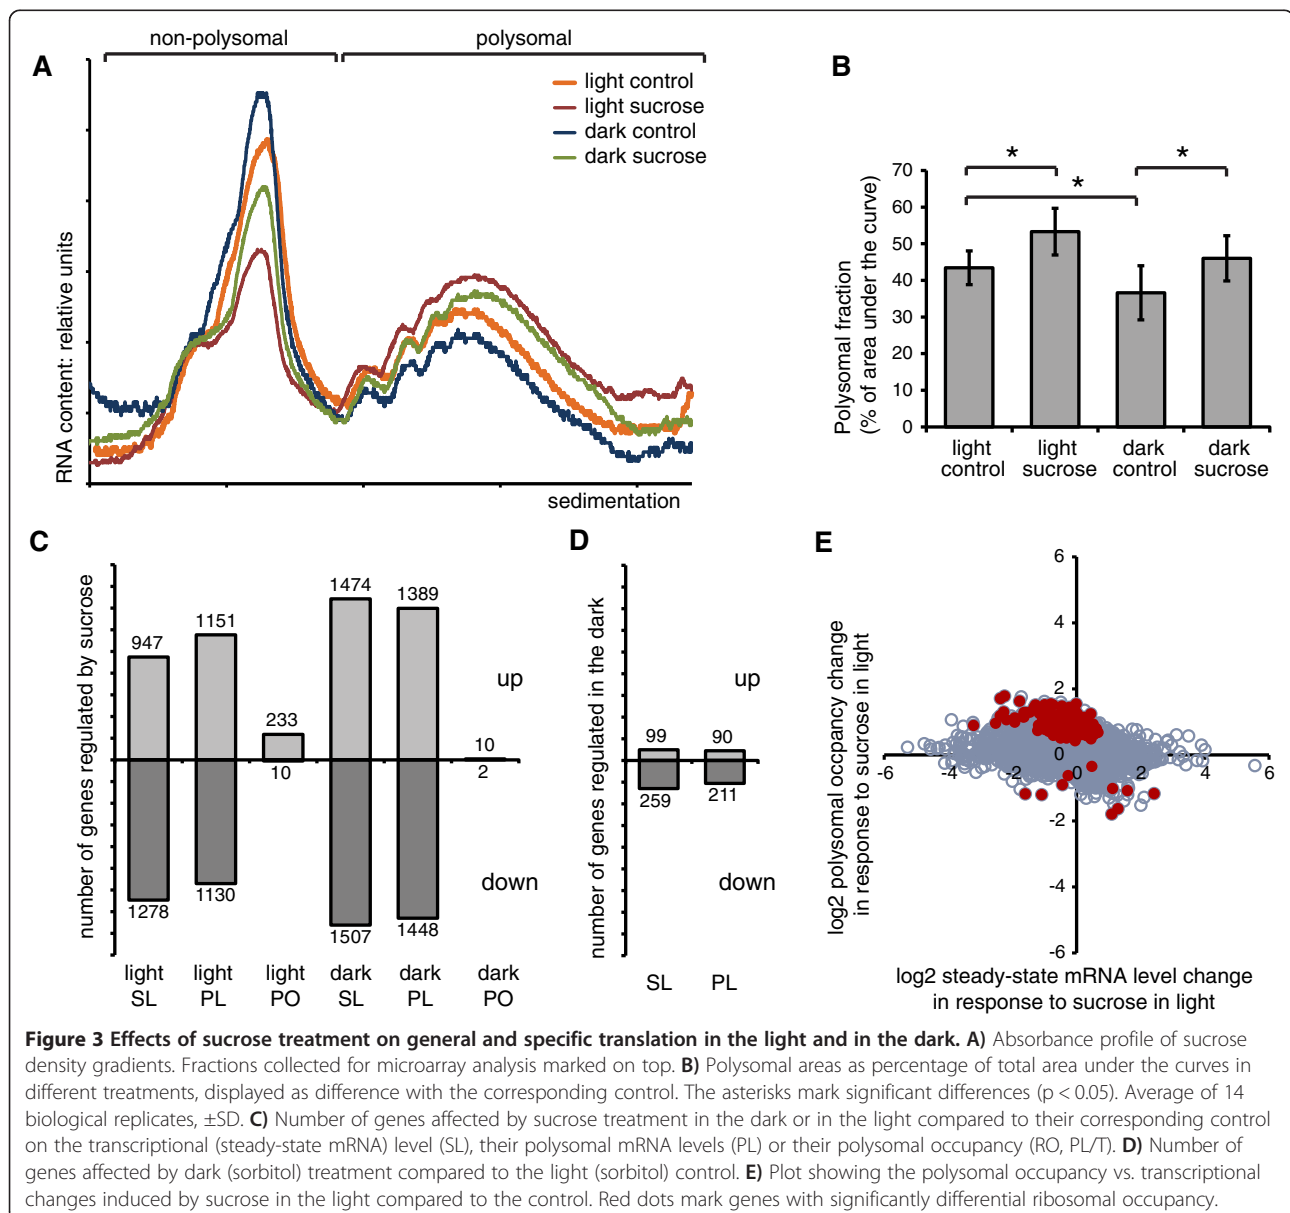 A
non-polysomal
polysomal
light control
light sucrose
dark control
dark sucrose
RNA content: relative units
sedimentation
B
Polysomal fraction
(% of area under the curve)
70
60
50
40
30
20
10
0
*
*
*
light control
light sucrose
dark control
dark sucrose
C
number of genes regulated by sucrose
947
1151
233
1474
1389
10
1278
1130
10
1507
1448
2
up
down
light SL
light PL
light PO
dark SL
dark PL
dark PO
D
number of genes regulated in the dark
99
90
259
211
up
down
SL
PL
E
log2 polysomal occpancy change
in response to sucrose in light
6
4
2
0
-2
-4
-6
-6
-4
-2
0
2
4
6
log2 steady-state mRNA level change
in response to sucrose in light
Figure 3 Effects of sucrose treatment on general and specific translation in the light and in the dark. A) Absorbance profile of sucrose
density gradients. Fractions collected for microarray analysis marked on top. B) Polysomal areas as percentage of total area under the curves in
different treatments, displayed as difference with the corresponding control. The asterisks mark significant differences (p < 0.05). Average of 14
biological replicates, ±SD. C) Number of genes affected by sucrose treatment in the dark or in the light compared to their corresponding control
on the transcriptional (steady-state mRNA) level (SL), their polysomal mRNA levels (PL) or their polysomal occupancy (RO, PL/T). D) Number of
genes affected by dark (sorbitol) treatment compared to the light (sorbitol) control. E) Plot showing the polysomal occupancy vs. transcriptional
changes induced by sucrose in the light compared to the control. Red dots mark genes with significantly differential ribosomal occupancy.